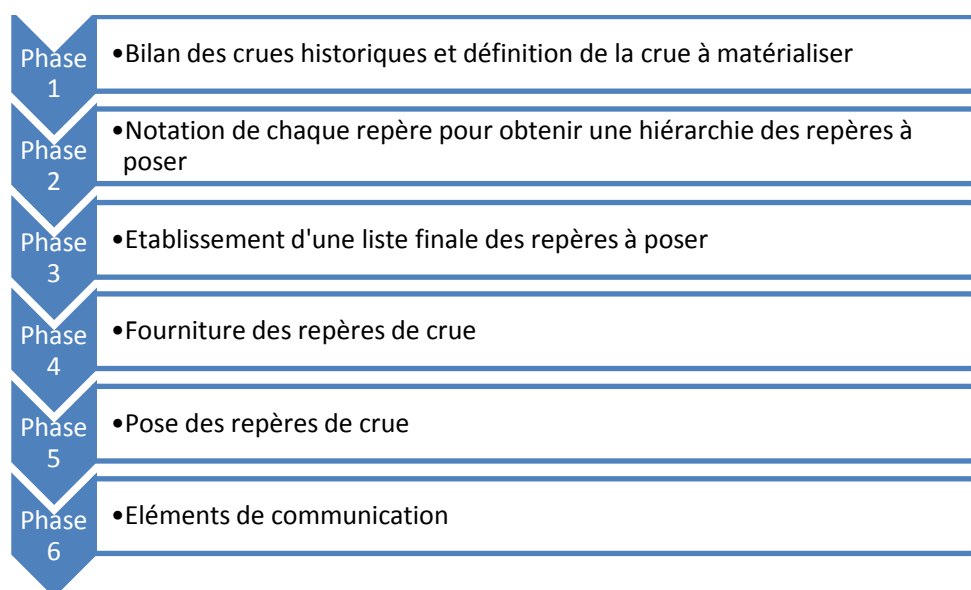 Phase
1
•Bilan des crues historiques et définition de la crue à matérialiser
Phase
2
•Notation de chaque repère pour obtenir une hiérarchie des repères à
poser
Phase
3
•Etablissement d'une liste finale des repères à poser
Phase
4
•Fourniture des repères de crue
Phase
5
•Pose des repères de crue
Phase
6
•Eléments de communication